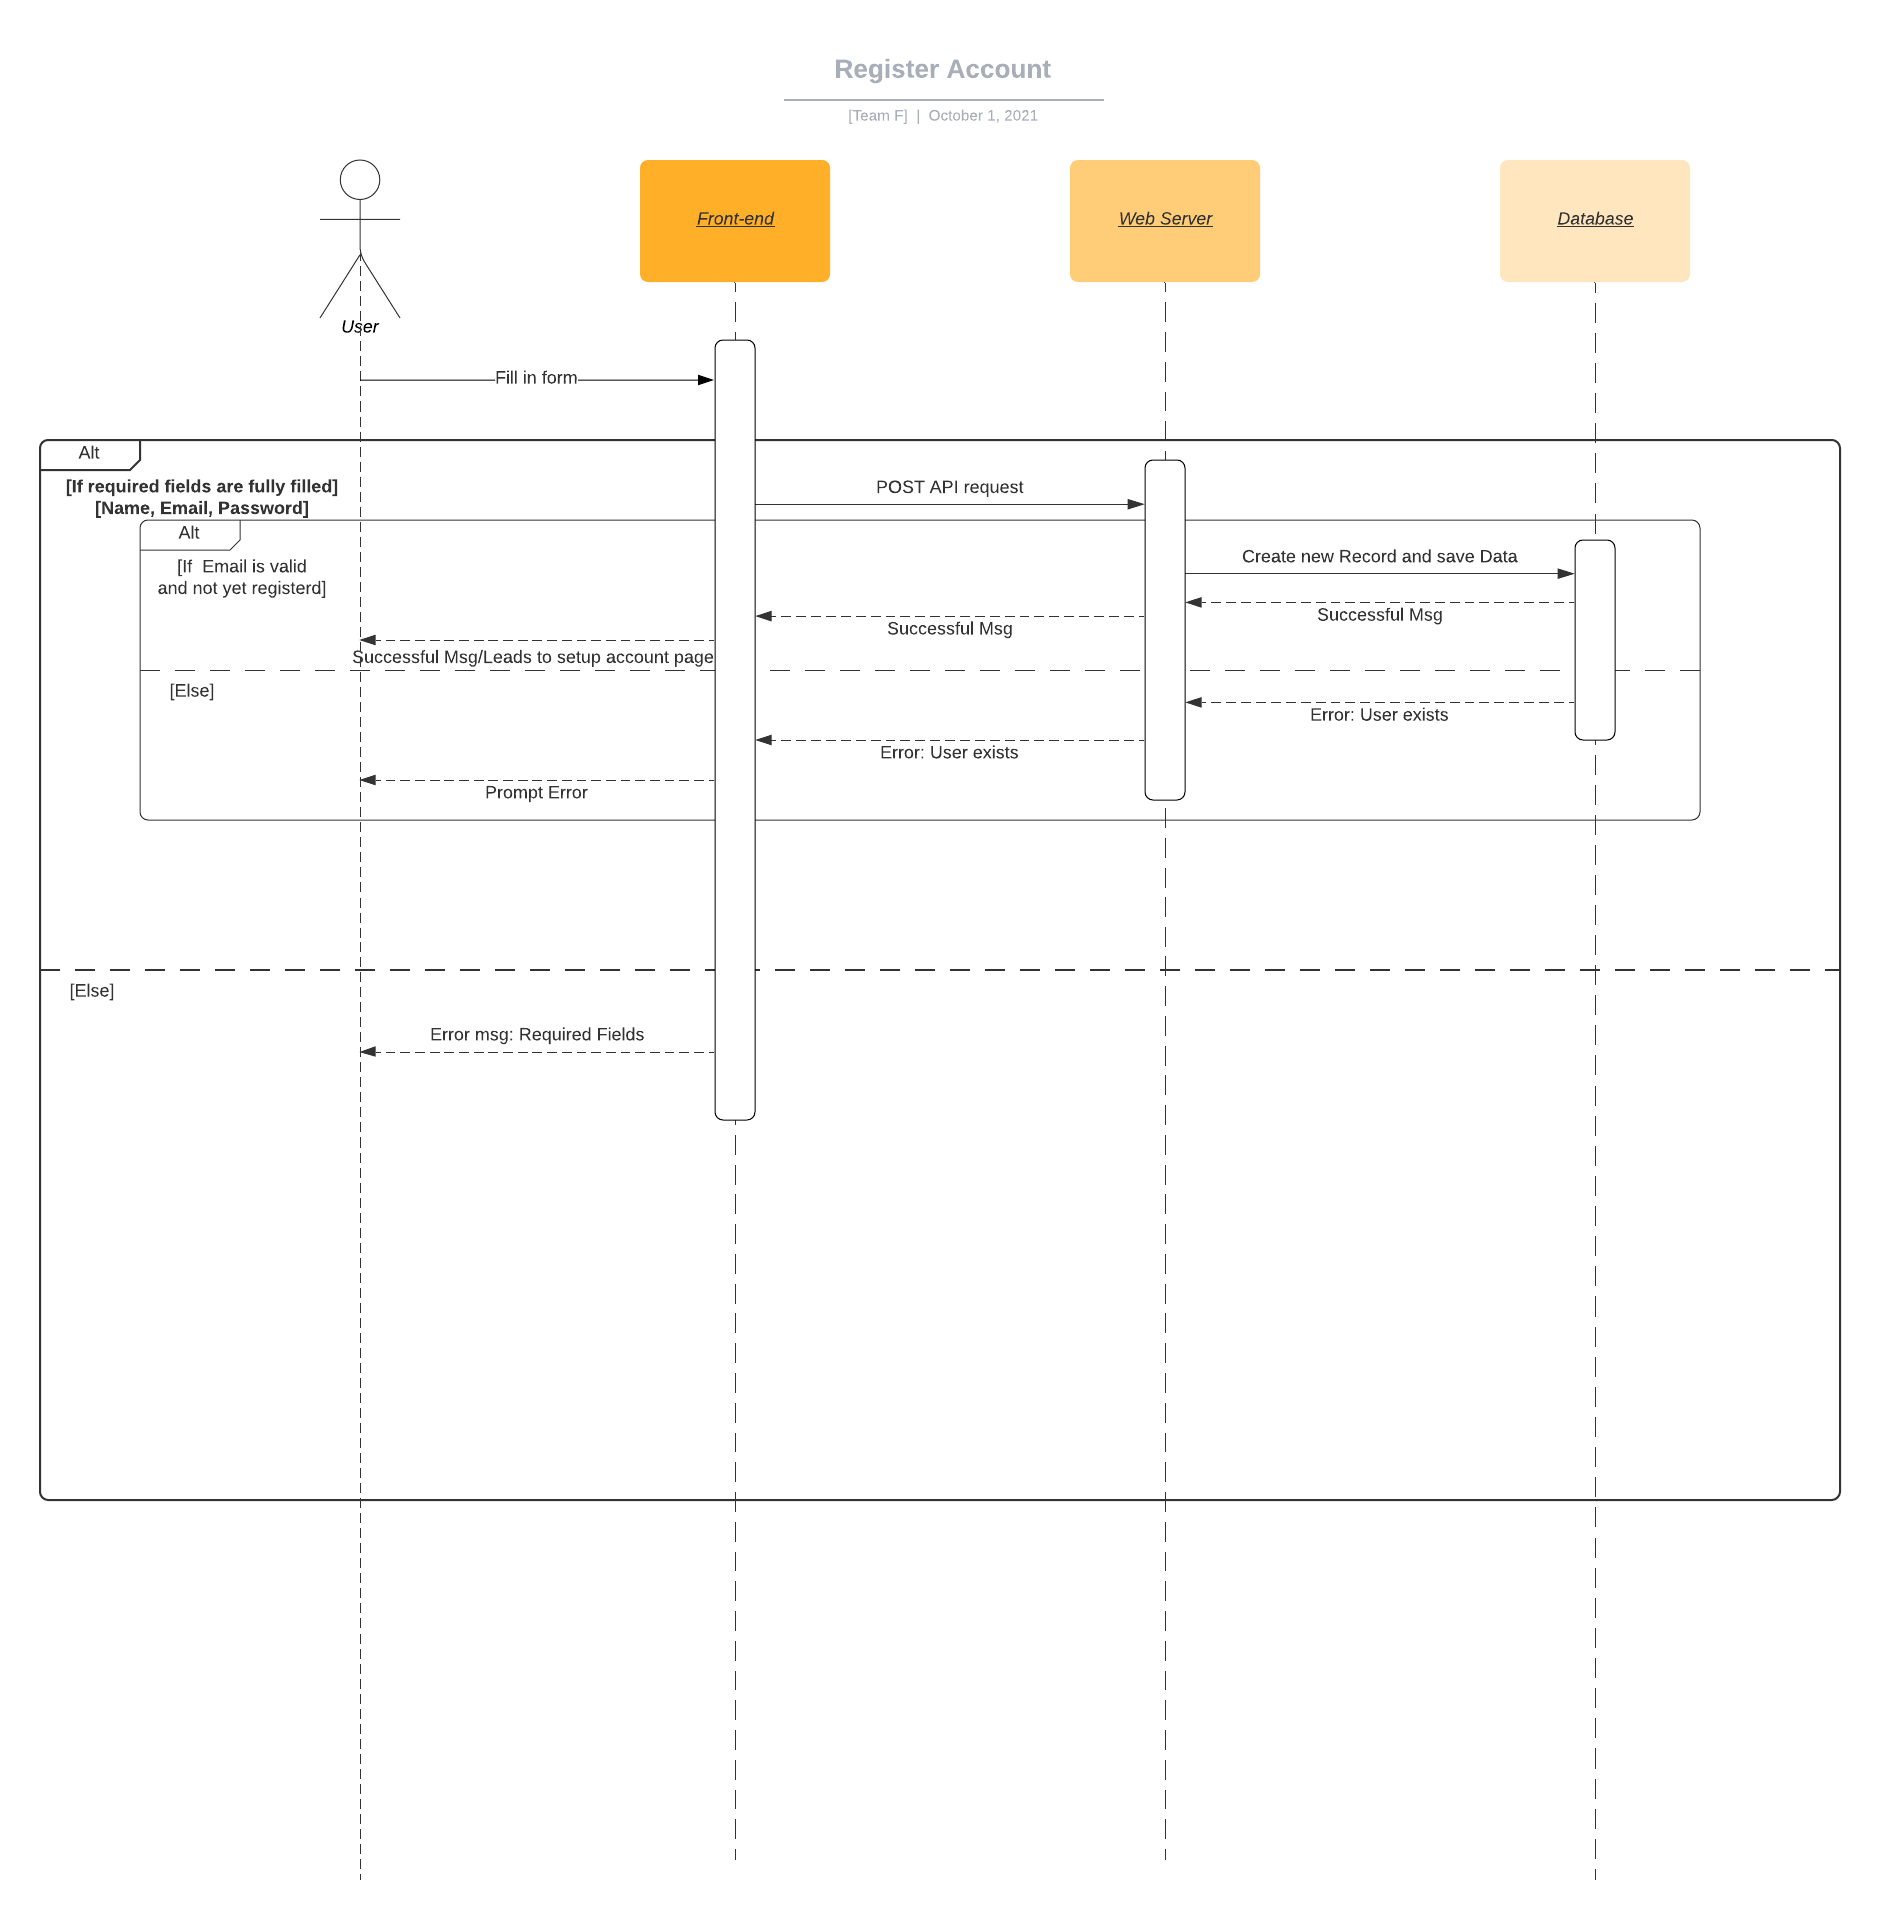 Register Account
[Team F] | October 1, 2021
User
Front-end
Web Server
Database
Fill in form
Alt
[If required fields are fully filled]
[Name, Email, Password]
POST API request
Alt
[If  Email is valid
and not yet registerd]
Create new Record and save Data
Successful Msg
Successful Msg
Successful Msg/Leads to setup account page
[Else]
Error: User exists
Error: User exists
Prompt Error
[Else]
Error msg: Required Fields